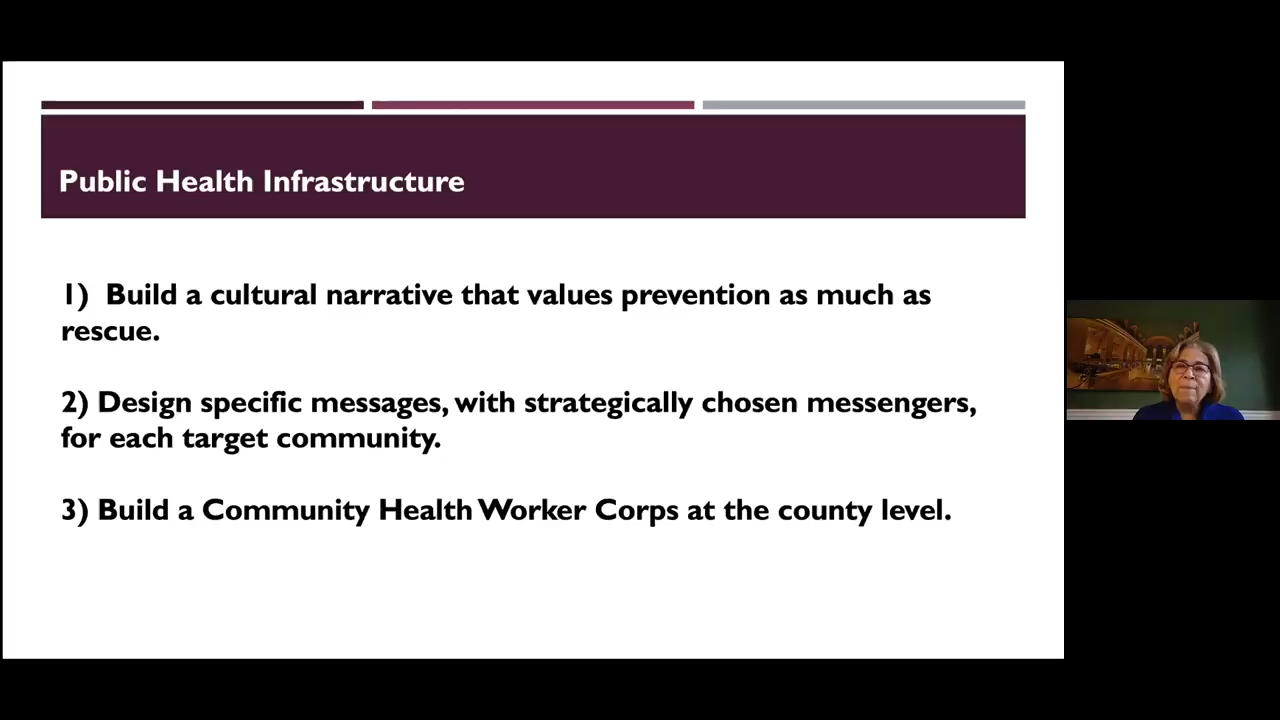 Public Health Infrastructure
1) Build a cultural narrative that values prevention as much as
rescue.
2) Design specific messages, with strategically chosen messengers,
for each target community.
3) Build a Community Health Worker Corps at the county level.